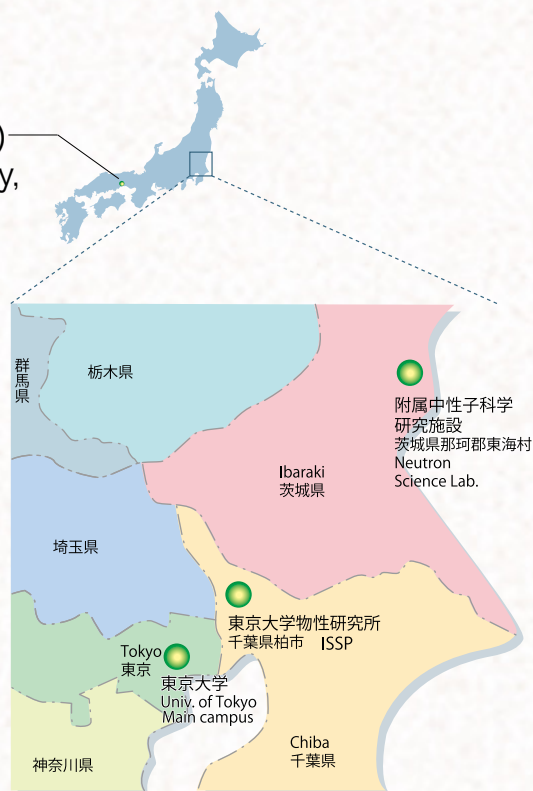 )
y,
群馬県
栃木県
附属中性子科学
研究施設
茨城県那珂郡東海村
Neutron
Science Lab.
Ibaraki
茨城県
埼玉県
東京大学物性研究所
千葉県柏市 ISSP
Tokyo
東京
東京大学
Univ. of Tokyo
Main campus
Chiba
千葉県
神奈川県